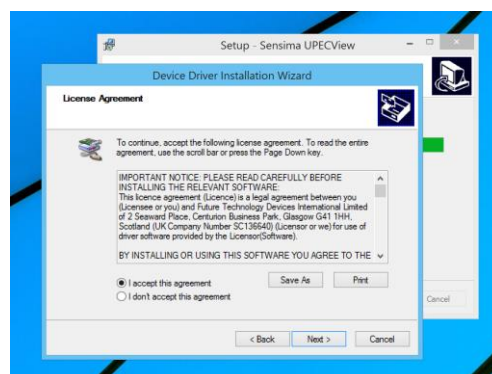 Setup - Sensima UPECView
Device Driver Installation Wizard
License Agreement
To continue, accept the following license agreement. To read the entire
agreement, use the scroll bar or press the Page Down key.
IMPORTANT NOTICE: PLEASE READ CAREFULLY BEFORE
INSTALLING THE RELEVANT SOFTWARE:
This licence agreement (Licence) is a legal agreement between you
(Licensee or you) and Future Technology Devices International Limited
of 2 Seaward Place, Centurion Business Park, Glasgow G41 1HH,
Scotland (UK Company Number SC136640) (Licensor or we) for use of
driver software provided by the Licensor(Software).
BY INSTALLING OR USING THIS SOFTWARE YOU AGREE TO THE
I accept this agreement
Save As
Print
I don't accept this agreement
Cancel
< Back
Next >
Cancel